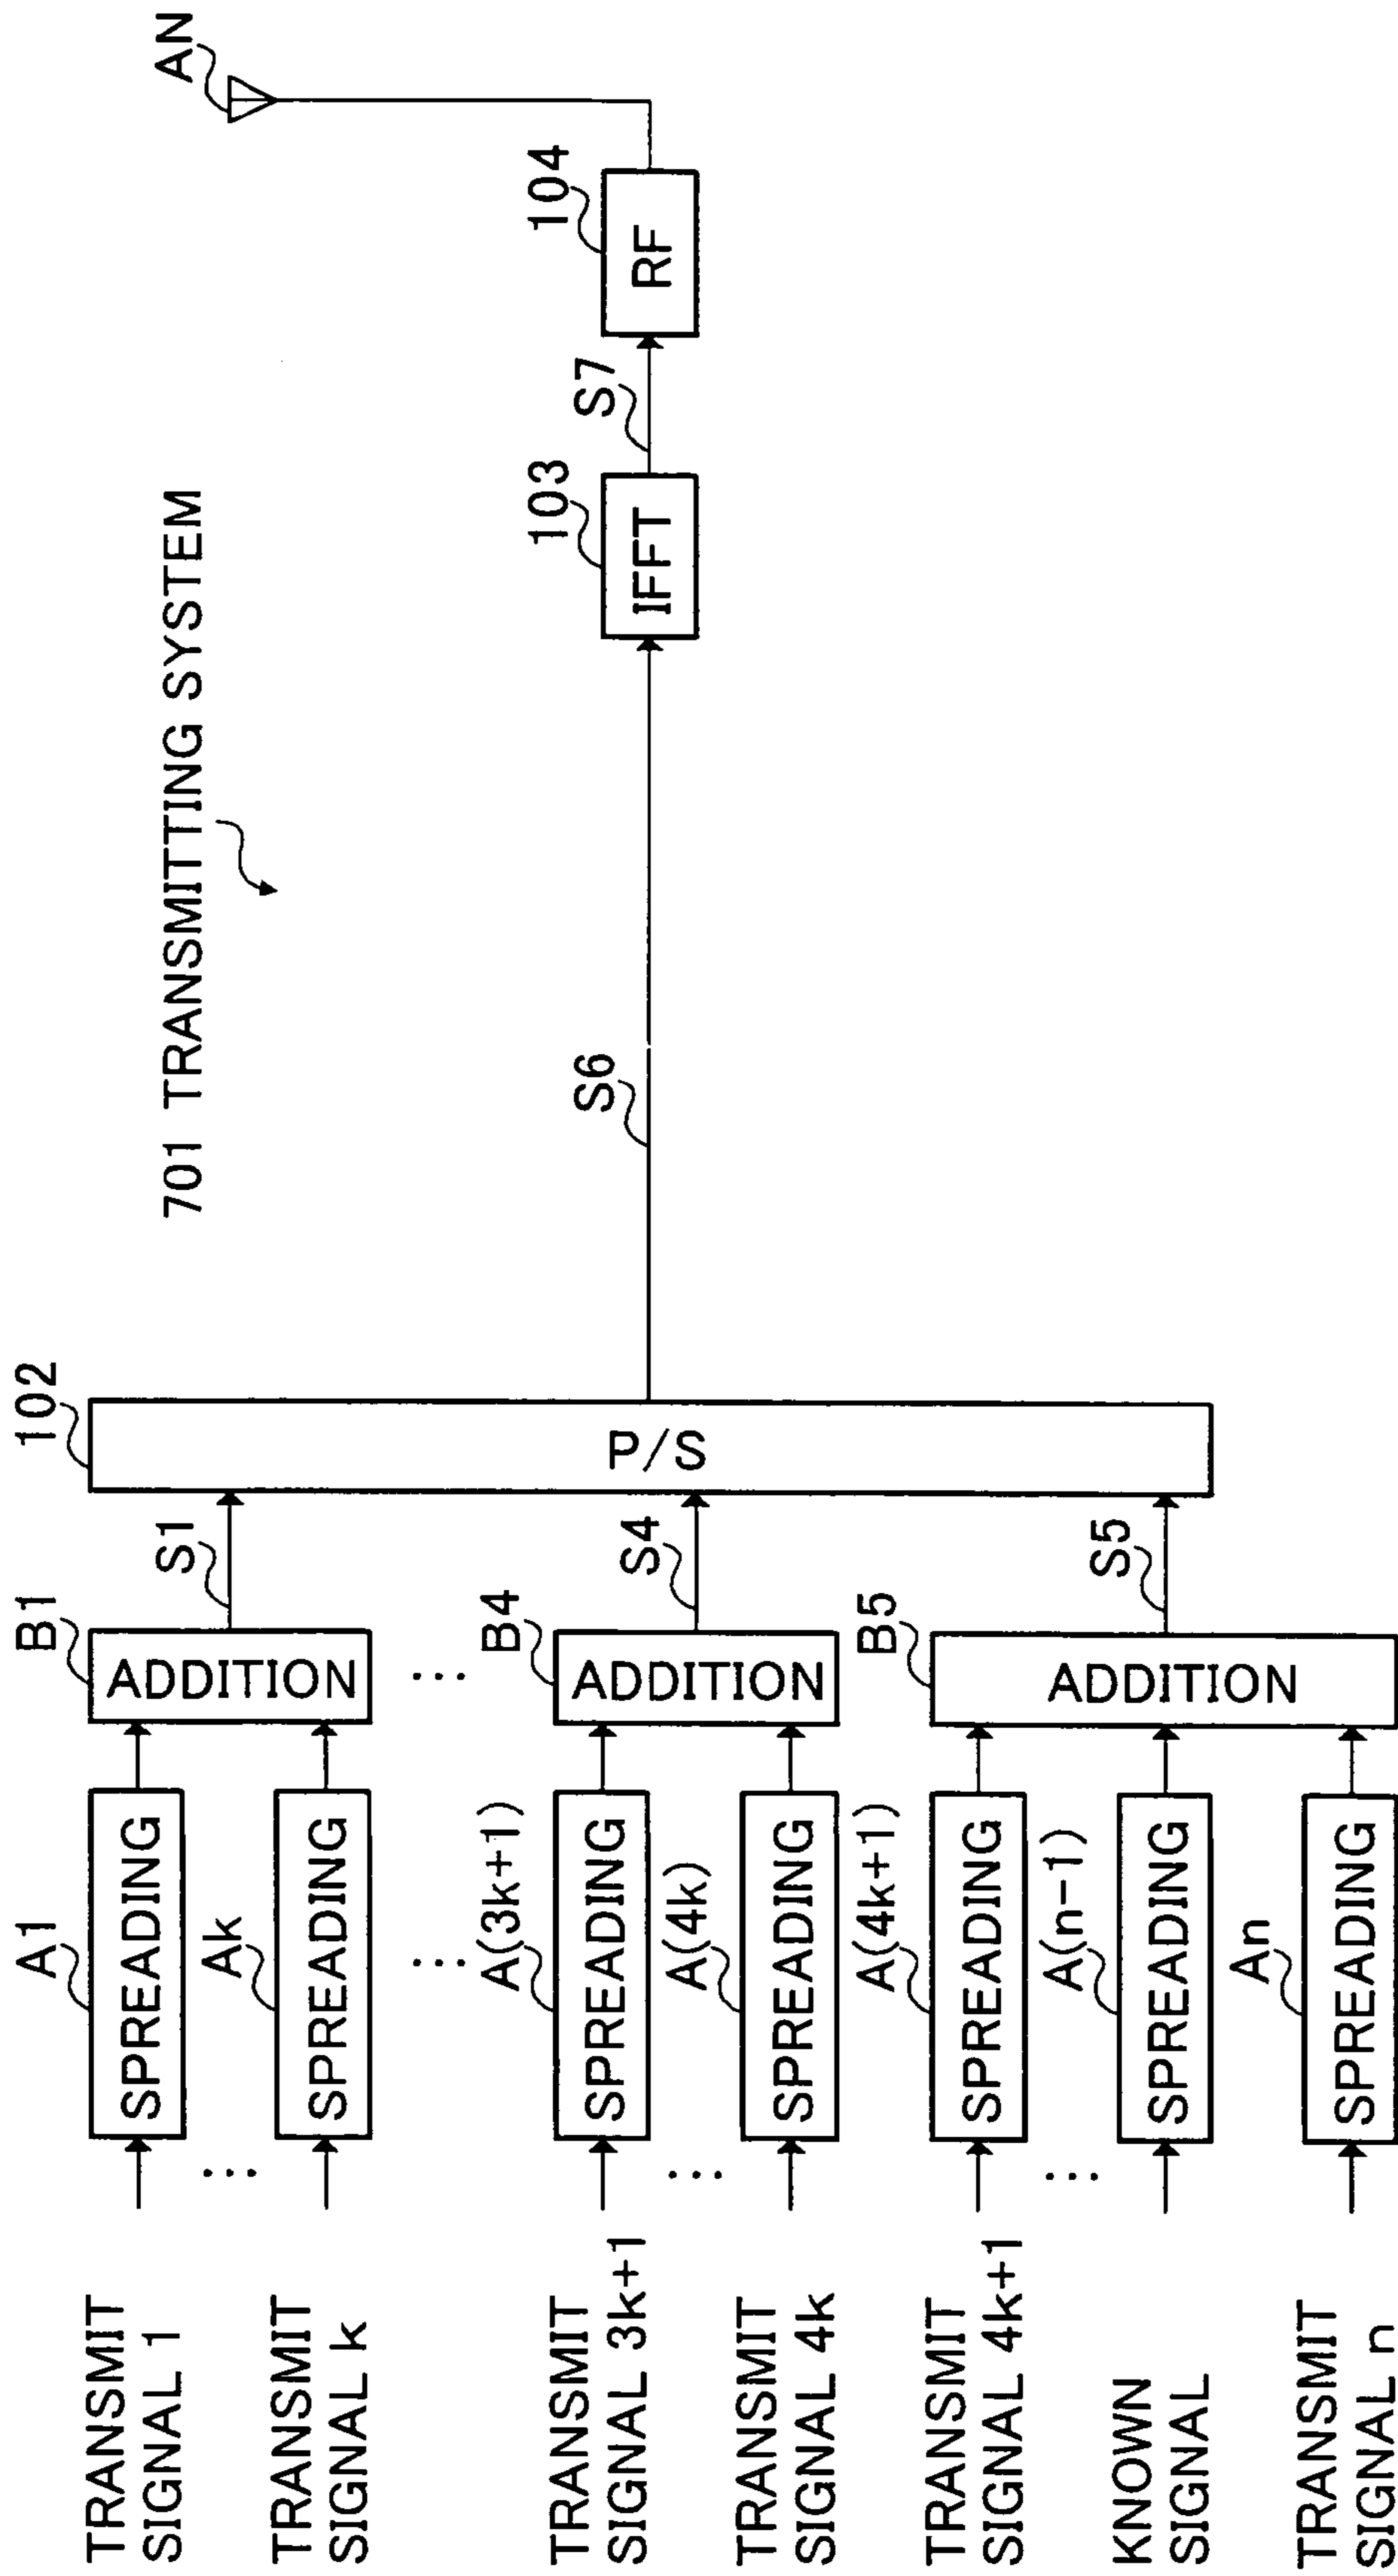 701 TRANSMITTING SYSTEM
AN
TRANSMIT
SIGNAL 1
A1
SPREADING
B1
ADDITION
S1
102
P/S
...
TRANSMIT
SIGNAL k
Ak
SPREADING
...
...
S6
103
IFFT
S7
104
RF
TRANSMIT
SIGNAL 3k+1
A(3k+1)
SPREADING
B4
ADDITION
S4
...
TRANSMIT
SIGNAL 4k
A(4k)
SPREADING
TRANSMIT
SIGNAL 4k+1
A(4k+1)
SPREADING
B5
ADDITION
S5
...
KNOWN
SIGNAL
A(n-1)
SPREADING
TRANSMIT
SIGNAL n
An
SPREADING